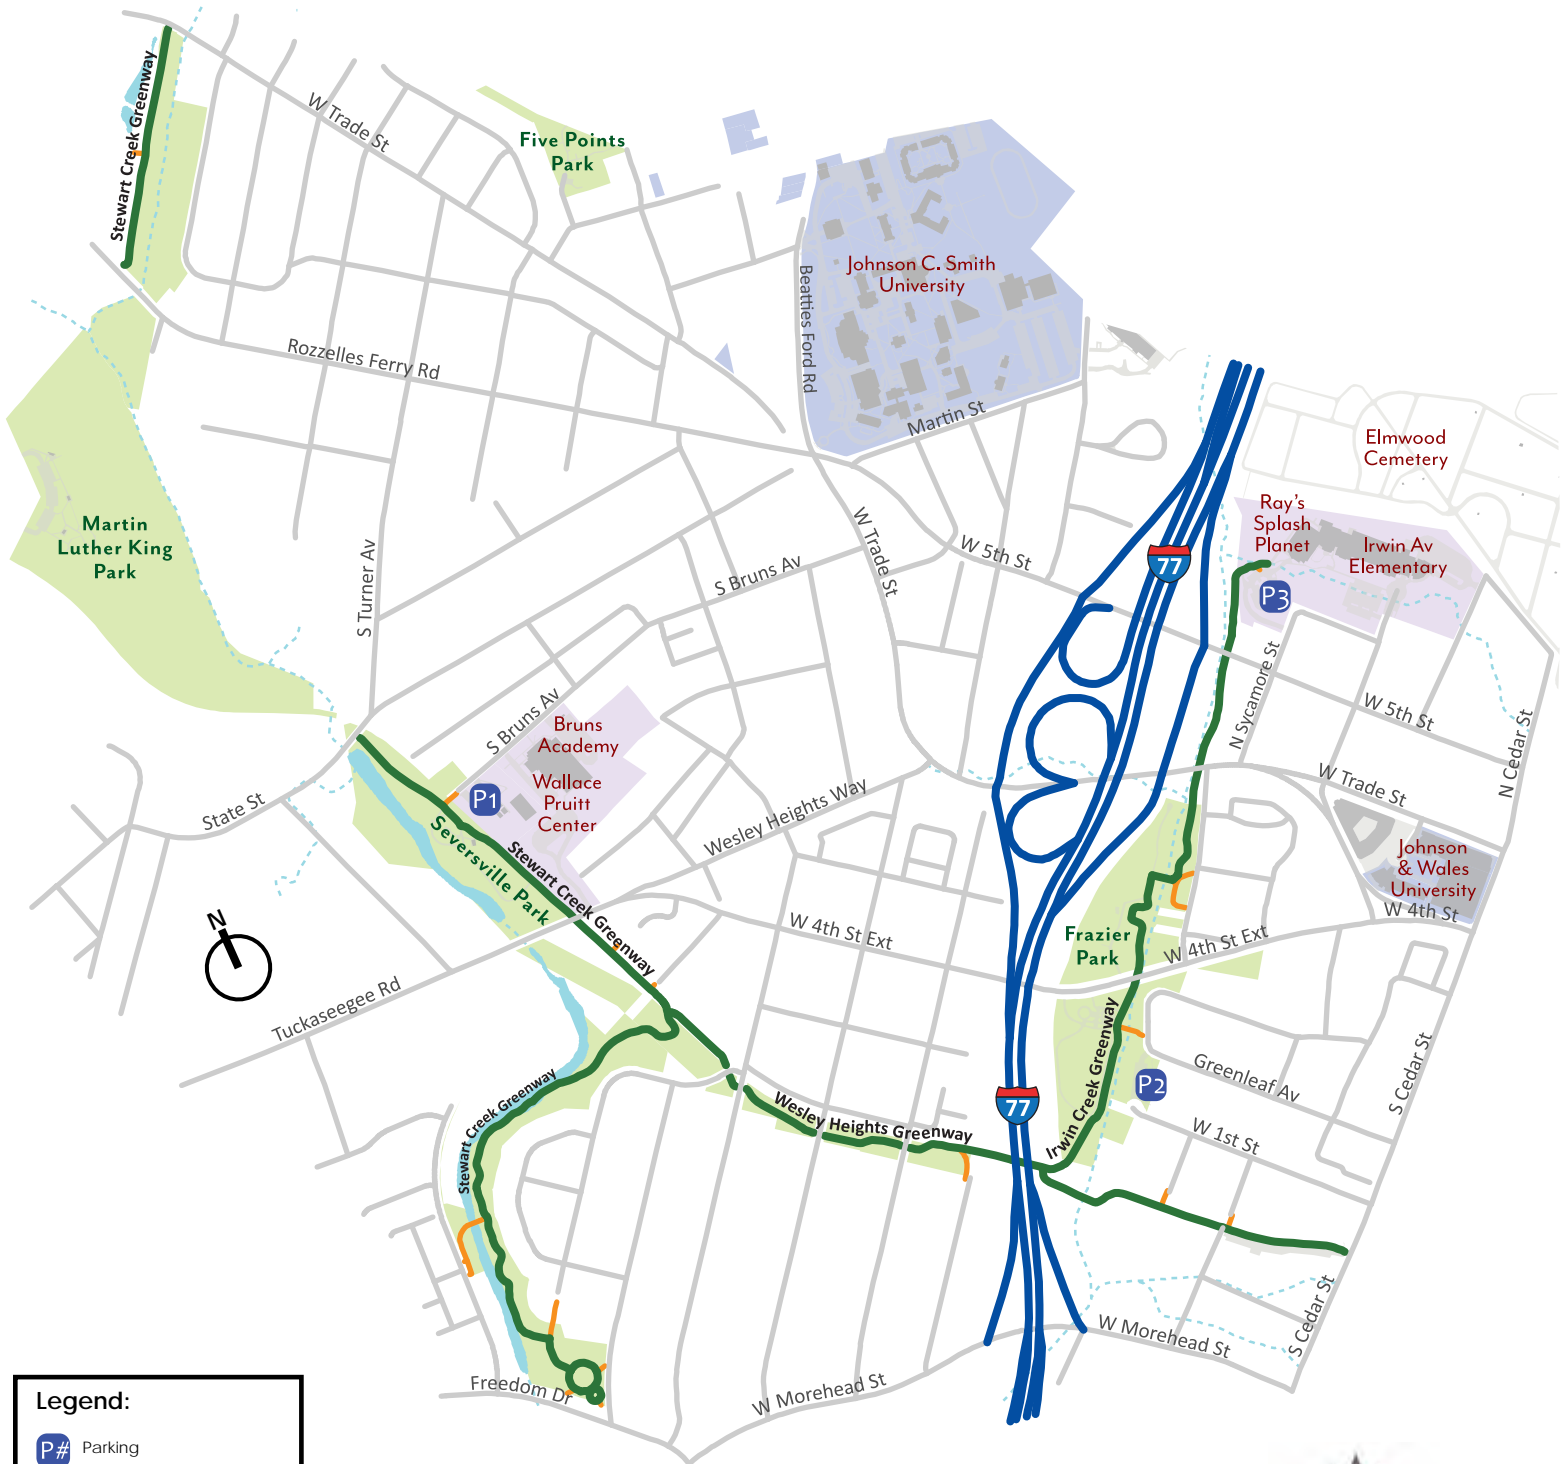 Stewart Creek Greenway
W Trade St
Five Points
Park
Johnson C. Smith
University
Beatties Ford Rd
Rozzelles Ferry Rd
Martin St
Elmwood
Cemetery
Ray's
Splash
Planet
Irwin Av
Elementary
Martin
Luther King
Park
S Turner Av
W Trade St
W 5th St
77
S Bruns Av
P3
N Sycamore St
W 5th St
N Cedar St
S Bruns Av
Bruns
Academy
Wallace
Pruitt
Center
P1
State St
Wesley Heights Way
W Trade St
Seversville Park
Stewart Creek Greenway
Johnson
& Wales
University
W 4th St
N
W 4th St Ext
Frazier
Park
W 4th St Ext
Tuckaseegee Rd
Irwin Creek Greenway
P2
Greenleaf Av
S Cedar St
77
Stewart Creek Greenway
Wesley Heights Greenway
W 1st St
S Cedar St
W Morehead St
Freedom Dr
W Morehead St
Legend:
P# Parking